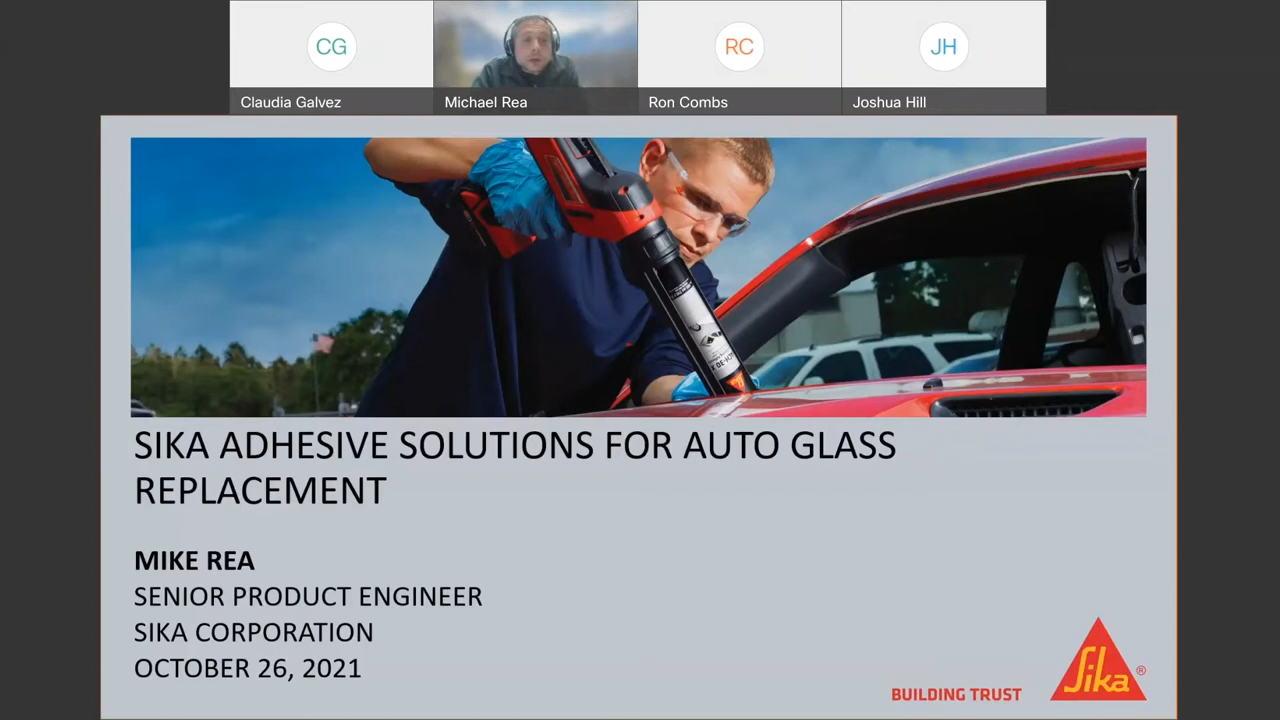 CG
RC
JH
Claudia Galvez
Michael Rea
Ron Combs
Joshua Hill
SIKA ADHESIVE SOLUTIONS FOR AUTO GLASS
REPLACEMENT
MIKE REA
SENIOR PRODUCT ENGINEER
SIKA CORPORATION
OCTOBER 26, 2021
BUILDING TRUST
Sika®